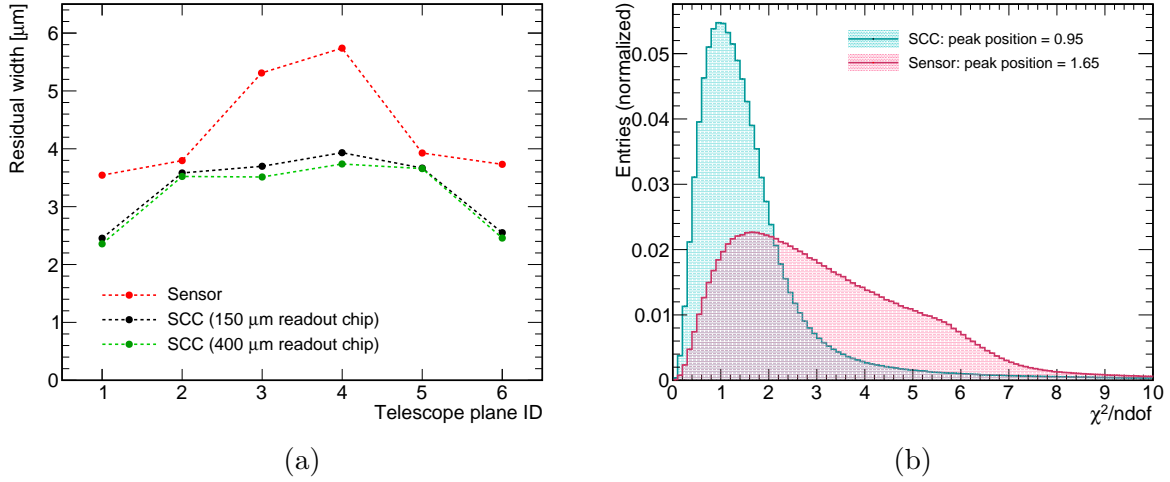 Residual width [μm]
6
5
4
3
2
1
0
Sensor
SCC (150 μm readout chip)
SCC (400 μm readout chip)
1 2 3 4 5 6
Telescope plane ID
(a)
Entries (normalized)
0.05
0.04
0.03
0.02
0.01
0
SCC: peak position = 0.95
Sensor: peak position = 1.65
0 1 2 3 4 5 6 7 8 9 10
χ²/ndof
(b)